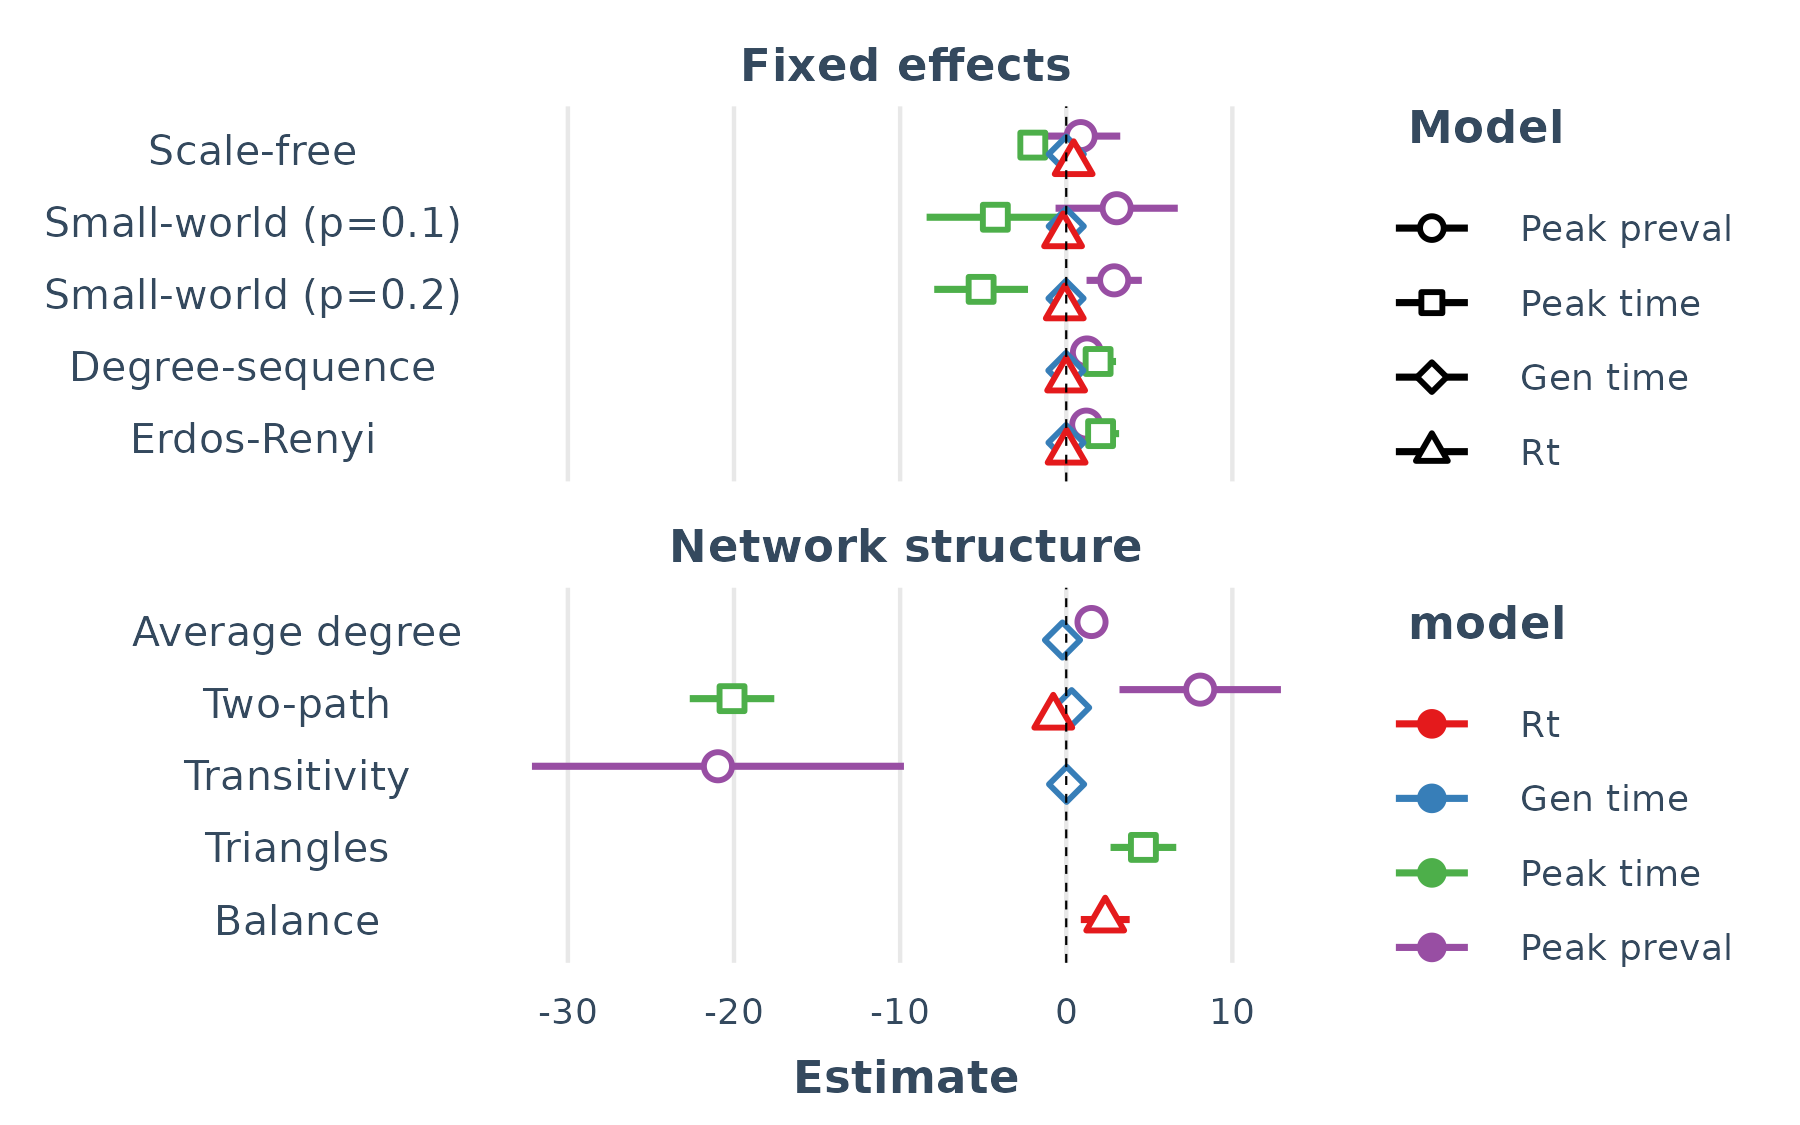 Fixed effects
Scale-free
Small-world (p=0.1)
Small-world (p=0.2)
Degree-sequence
Erdos-Renyi
Network structure
Average degree
Two-path
Transitivity
Triangles
Balance
-30 -20 -10 0 10
Estimate
Model
Peak preval
Peak time
Gen time
Rt
model
Rt
Gen time
Peak time
Peak preval